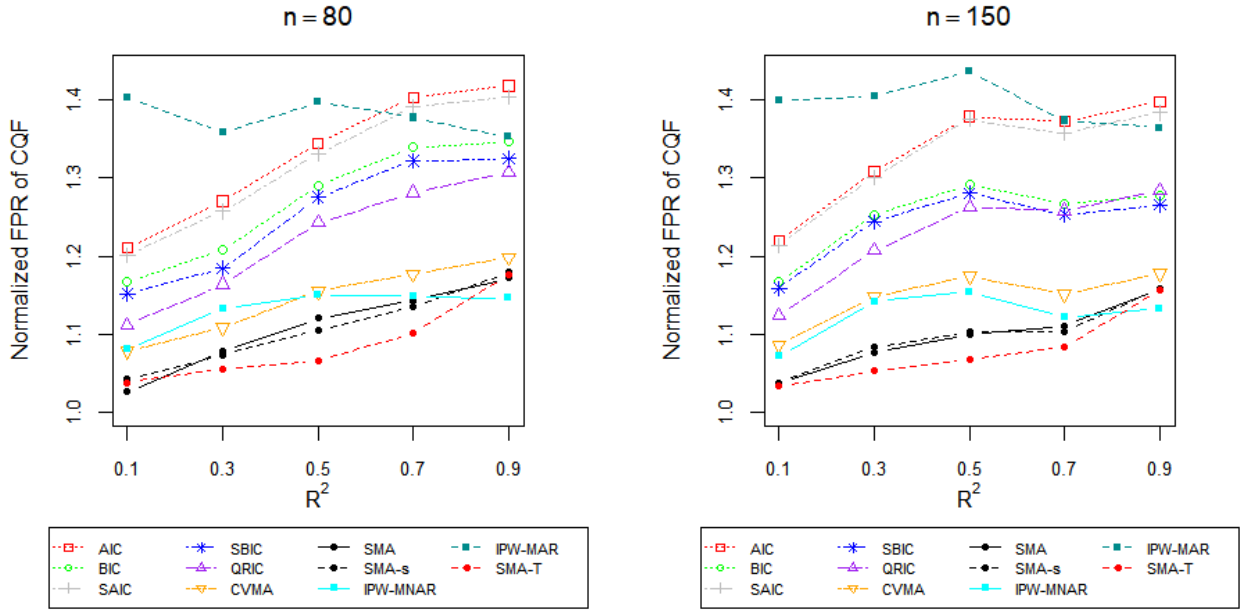 n = 80
Normalized FPR of CQF
1.4
1.3
1.2
1.1
1.0
0.1 0.3 0.5 0.7 0.9
R²
AIC SBIC SMA IPW-MAR
BIC QRIC SMA-s SMA-T
SAIC CVMA IPW-MNAR
n = 150
Normalized FPR of CQF
1.4
1.3
1.2
1.1
1.0
0.1 0.3 0.5 0.7 0.9
R²
AIC SBIC SMA IPW-MAR
BIC QRIC SMA-s SMA-T
SAIC CVMA IPW-MNAR